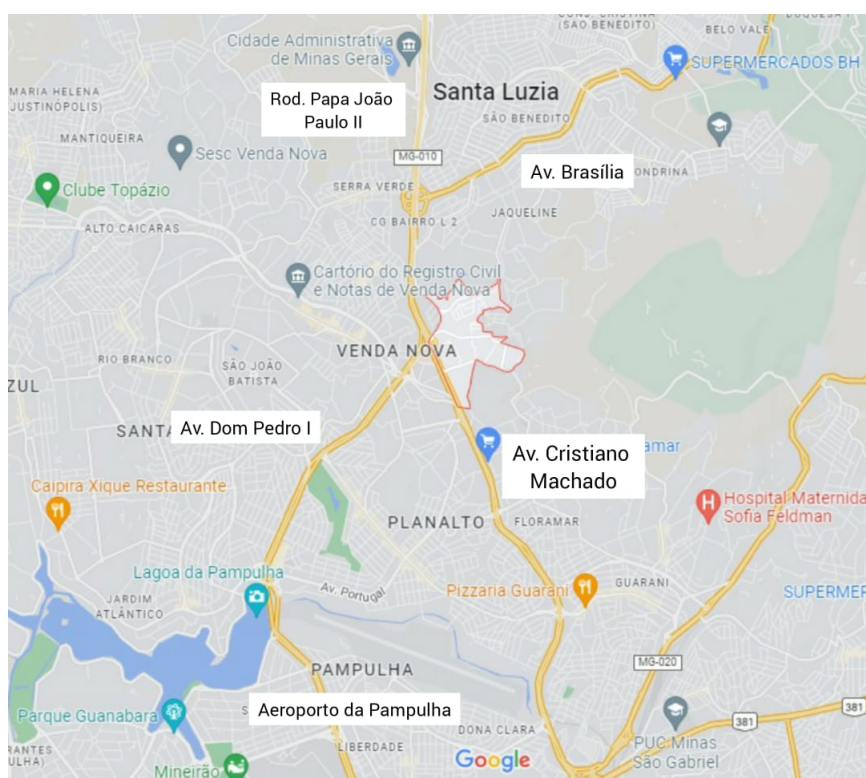 CONJ. CRISTINA
(SAO BENEDITO)
BELO VALE
DUQUESA I
Cidade Administrativa
de Minas Gerais
SUPERMERCADOS BH
MARIA HELENA
JUSTINÓPOLIS)
Rod. Papa João
Paulo II
Santa Luzia
SÃO BENEDITO
MANTIQUEIRA
Sesc Venda Nova
MG-010
Av. Brasília
ONDRINA
Clube Topázio
SERRA VERDE
JAQUELINE
CG BAIRRO L 2
ALTO CAICARAS
Cartório do Registro Civil
e Notas de Venda Nova
VENDA NOVA
RIO BRANCO
SÃO JOÃO
BATISTA
ZUL
SANTA
Av. Dom Pedro I
Av. Cristiano
Machado
amar
Caipira Xique Restaurante
Hospital Maternida
Sofia Feldman
PLANALTO
FLORAMAR
Lagoa da Pampulha
Av. Portugal
Pizzaria Guarani
GUARANI
SUPERMER
JARDIM
ATLÂNTICO
PAMPULHA
MG-020
Parque Guanabara
S
Aeroporto da Pampulha
381
381
DONA CLARA
PUC Minas
São Gabriel
RANTES
ULHA)
LIBERDADE
Google
Mineirão